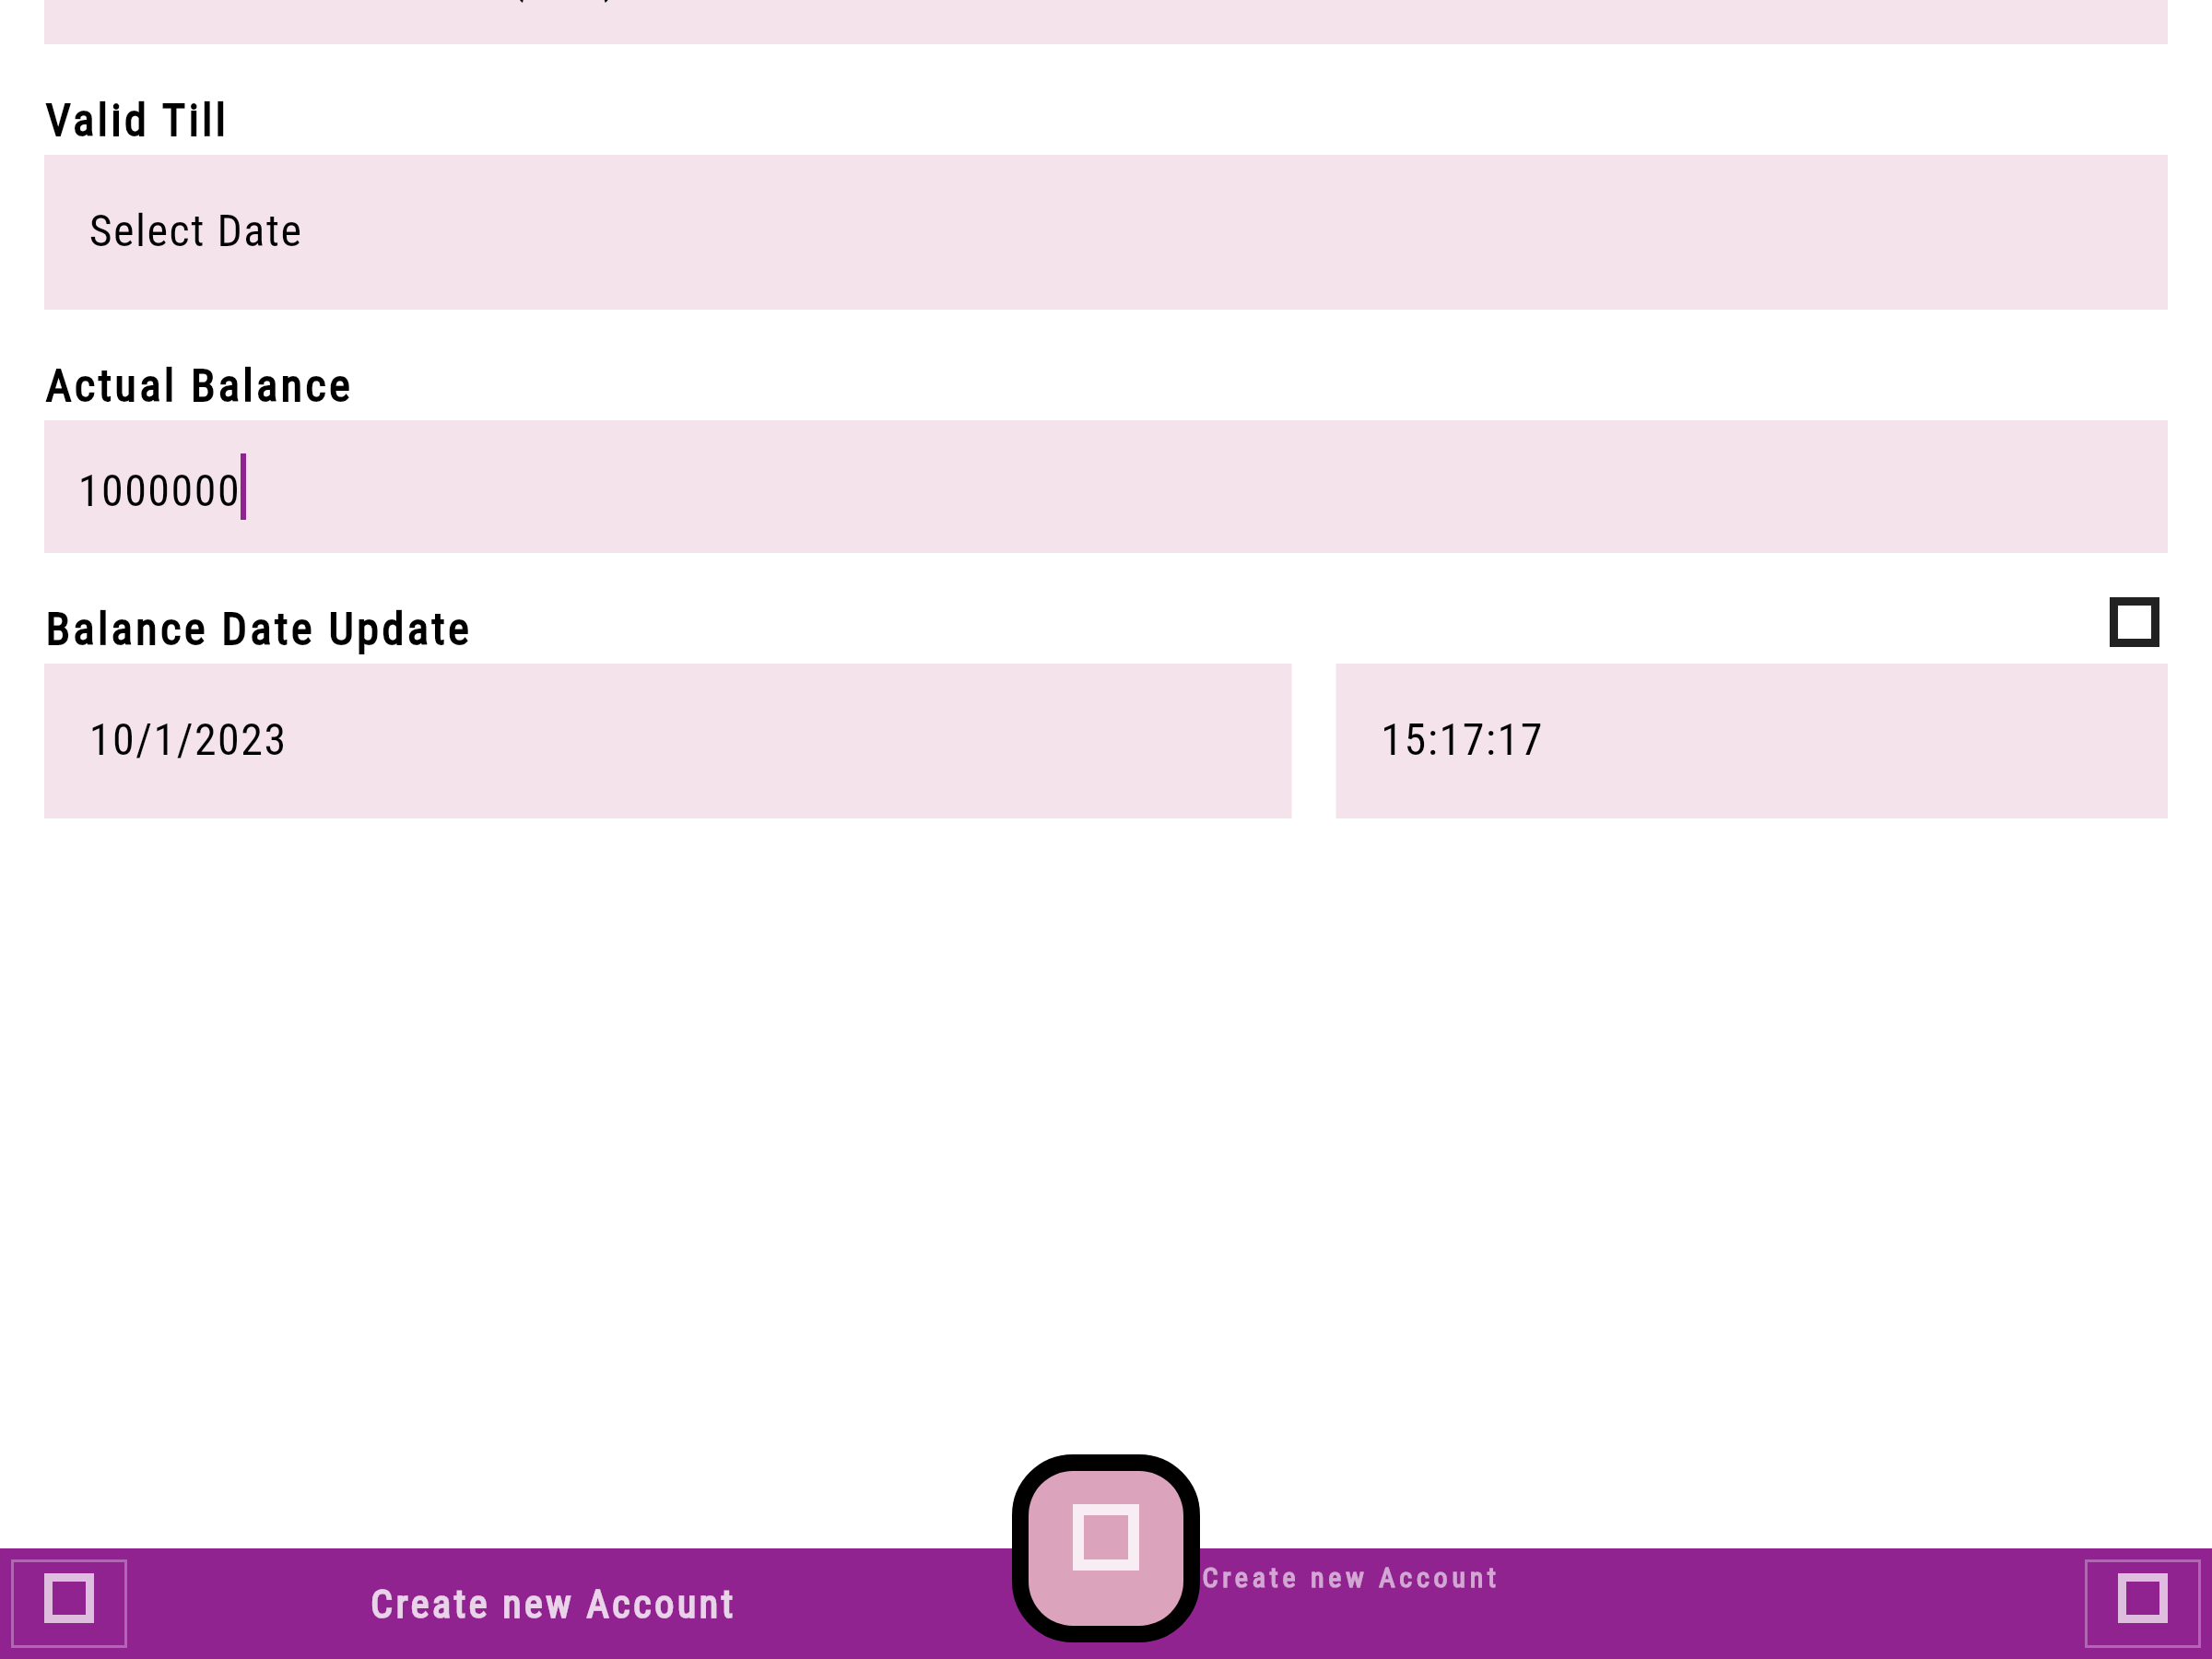 Valid Till
Select Date
Actual Balance
1000000
Balance Date Update
10/1/2023
15:17:17
Create new Account
Create new Account